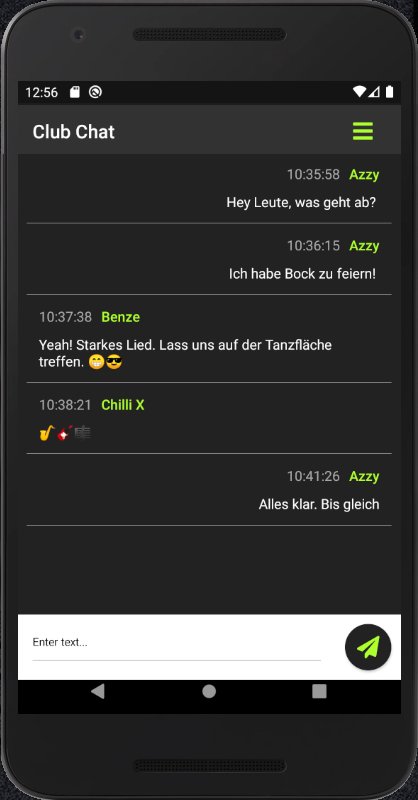 12:56
Club Chat
10:35:58 Azzy
Hey Leute, was geht ab?
10:36:15 Azzy
Ich habe Bock zu feiern!
10:37:38 Benze
Yeah! Starkes Lied. Lass uns auf der Tanzfläche
treffen. 😁😎
10:38:21 Chilli X
🎷🎸🎼
10:41:26 Azzy
Alles klar. Bis gleich
Enter text...